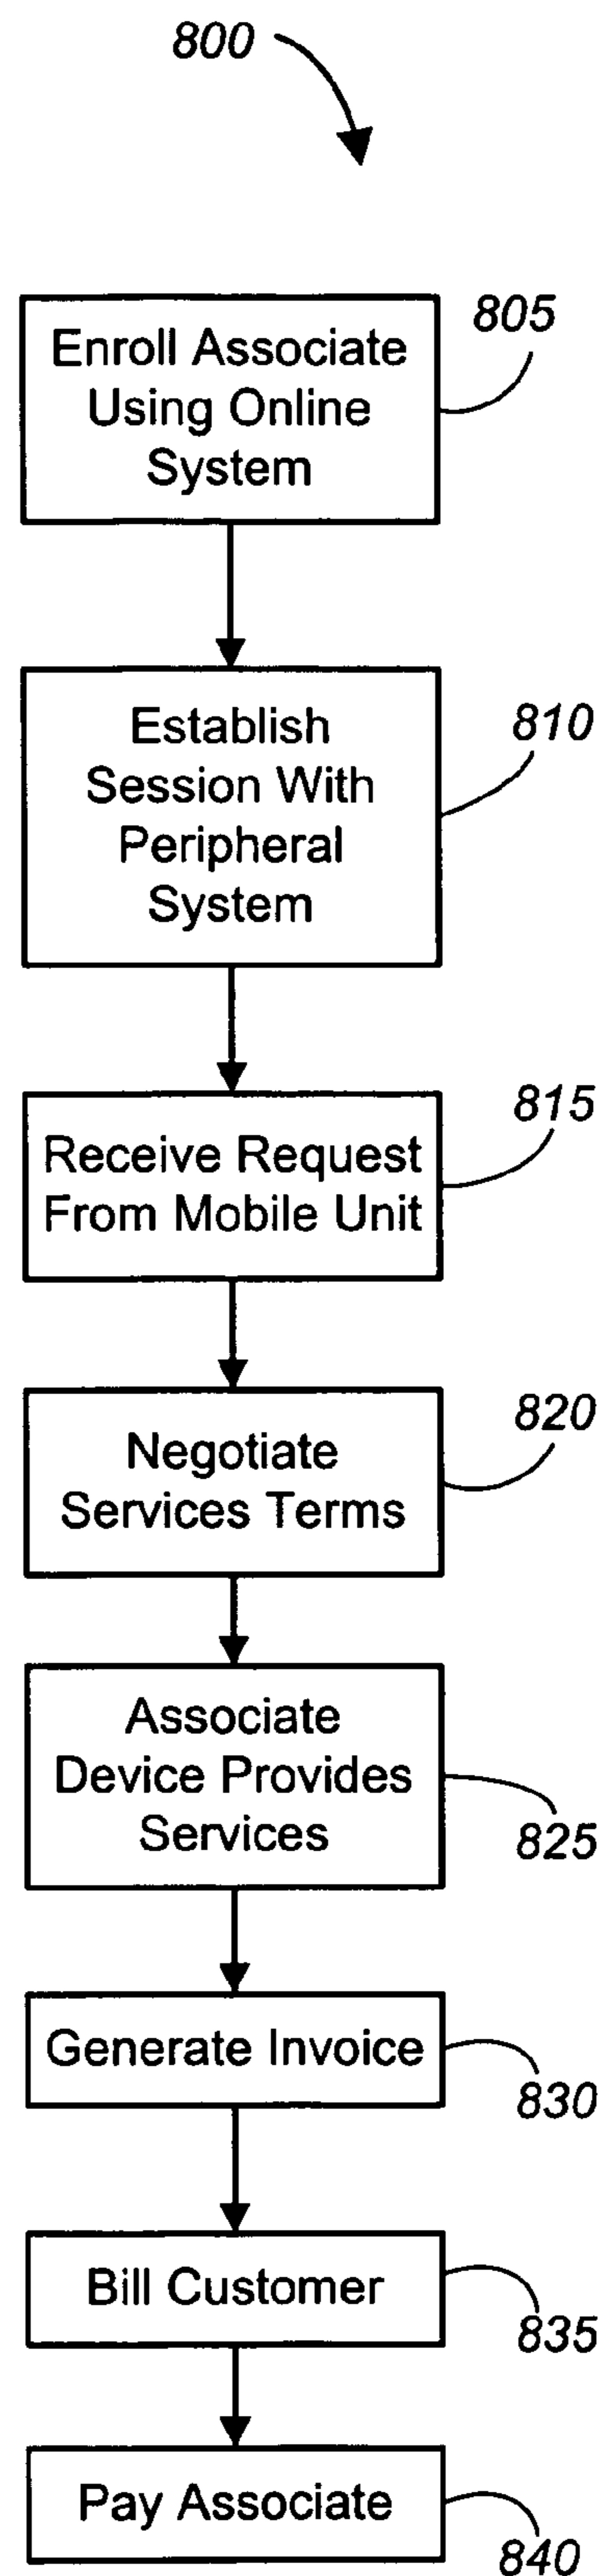 800
Enroll Associate
Using Online
System
805
Establish
Session With
Peripheral
System
810
Receive Request
From Mobile Unit
815
Negotiate
Services Terms
820
Associate
Device Provides
Services
825
Generate Invoice
830
Bill Customer
835
Pay Associate
840